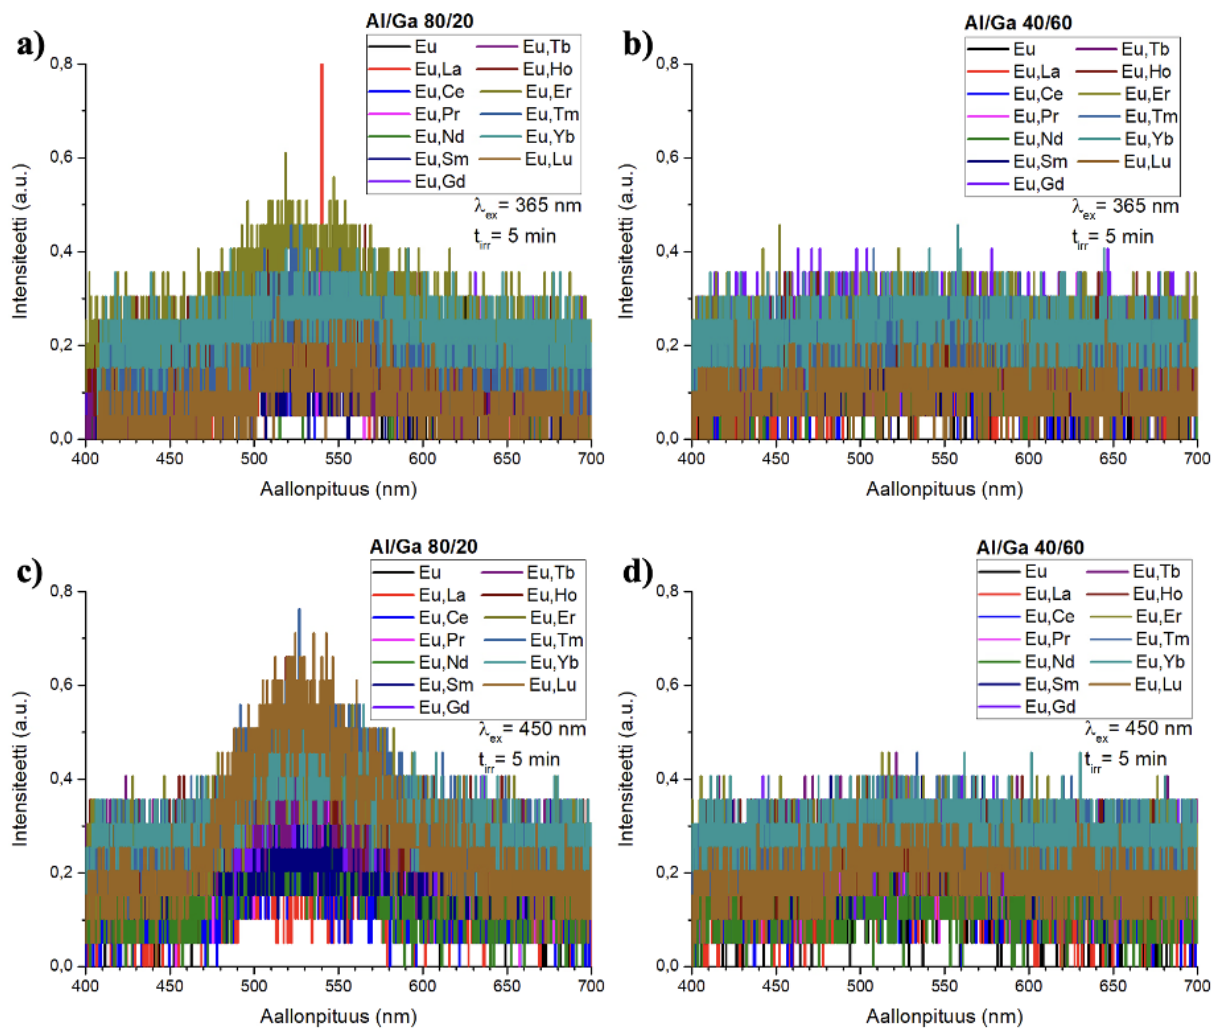 a)
Al/Ga 80/20
Eu
Eu,Tb
Eu,La
Eu,Ho
Eu,Ce
Eu,Er
Eu,Pr
Eu,Tm
Eu,Nd
Eu,Yb
Eu,Sm
Eu,Lu
Eu,Gd
λex= 365 nm
tirr= 5 min
Intensiteetti (a.u.)
0,8
0,6
0,4
0,2
0,0
400 450 500 550 600 650 700
Aallonpituus (nm)
b)
Al/Ga 40/60
Eu
Eu,Tb
Eu,La
Eu,Ho
Eu,Ce
Eu,Er
Eu,Pr
Eu,Tm
Eu,Nd
Eu,Yb
Eu,Sm
Eu,Lu
Eu,Gd
λex= 365 nm
tirr= 5 min
Intensiteetti (a.u.)
0,8
0,6
0,4
0,2
0,0
400 450 500 550 600 650 700
Aallonpituus (nm)
c)
Al/Ga 80/20
Eu
Eu,Tb
Eu,La
Eu,Ho
Eu,Ce
Eu,Er
Eu,Pr
Eu,Tm
Eu,Nd
Eu,Yb
Eu,Sm
Eu,Lu
Eu,Gd
λex= 450 nm
tirr= 5 min
Intensiteetti (a.u.)
0,8
0,6
0,4
0,2
0,0
400 450 500 550 600 650 700
Aallonpituus (nm)
d)
Al/Ga 40/60
Eu
Eu,Tb
Eu,La
Eu,Ho
Eu,Ce
Eu,Er
Eu,Pr
Eu,Tm
Eu,Nd
Eu,Yb
Eu,Sm
Eu,Lu
Eu,Gd
λex= 450 nm
tirr= 5 min
Intensiteetti (a.u.)
0,8
0,6
0,4
0,2
0,0
400 450 500 550 600 650 700
Aallonpituus (nm)